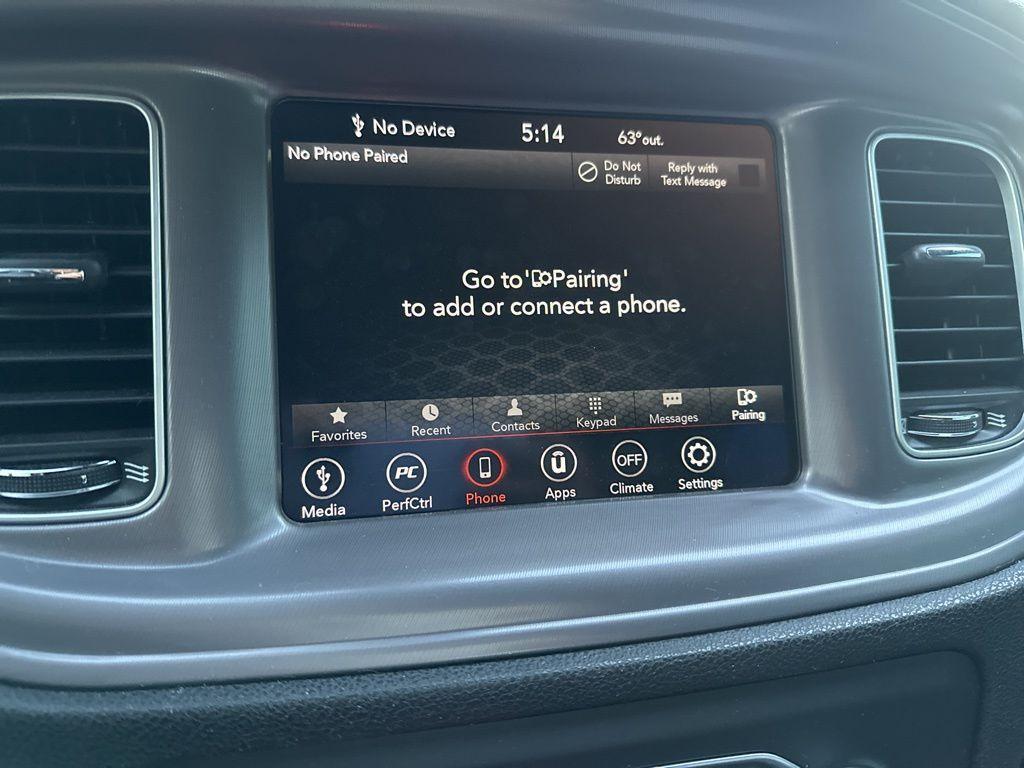 No Device 5:14 63°out.
No Phone Paired
Do Not
Disturb
Reply with
Text Message
Go to 'Pairing'
to add or connect a phone.
Favorites Recent Contacts Keypad Messages Pairing
PC OFF
Media PerfCtrl Phone Apps Climate Settings